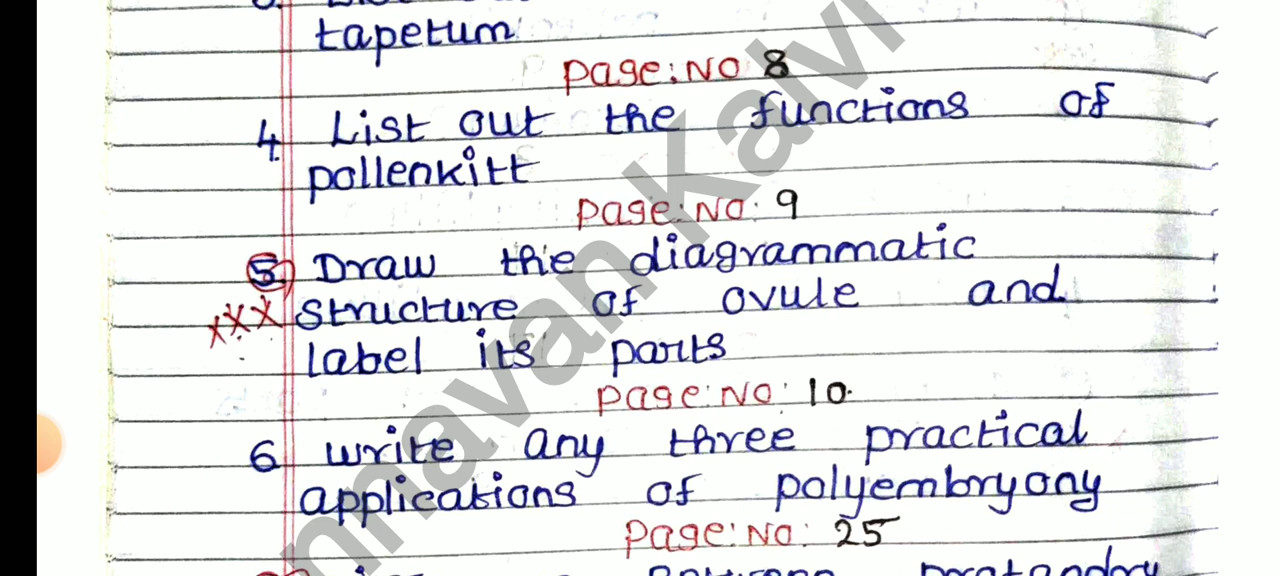 tapetum
Page: No 8
4. List out the functions of
pollenkitt
Page: No: 9
5. Draw the diagrammatic
xxx structure of ovule and
label its parts
Page: No: 10.
6. write any three practical
applications of polyembryony
Page: No: 25